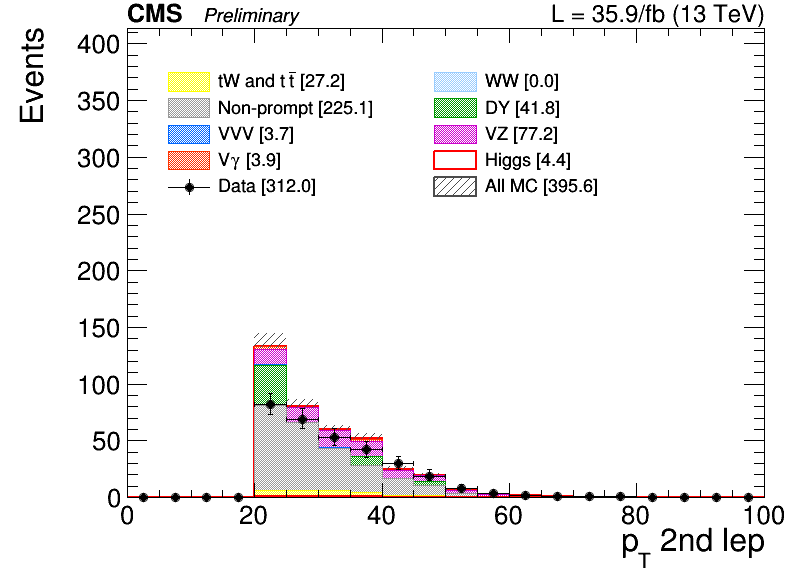 CMS Preliminary L = 35.9/fb (13 TeV)
Events
400
350
300
250
200
150
100
50
0
tW and t t̄ [27.2]
Non-prompt [225.1]
VVV [3.7]
Vγ [3.9]
Data [312.0]
WW [0.0]
DY [41.8]
VZ [77.2]
Higgs [4.4]
All MC [395.6]
0 20 40 60 80 100
p_T 2nd lep